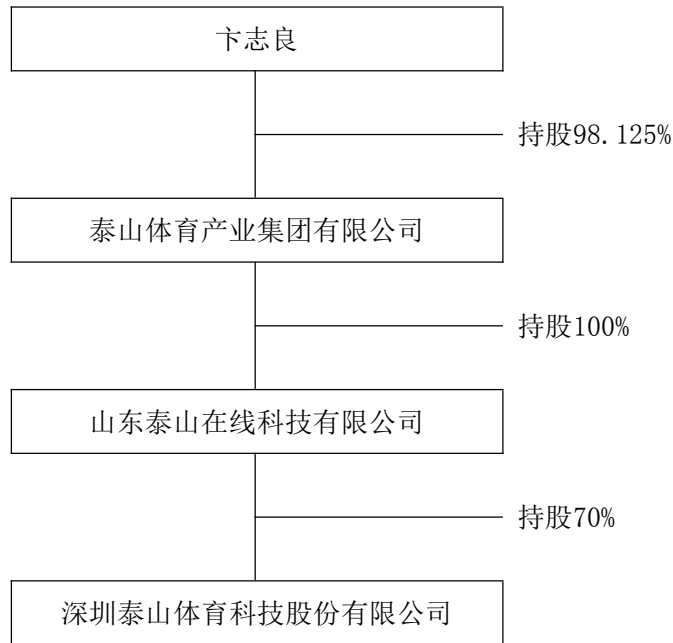 卞志良
持股98.125%
泰山体育产业集团有限公司
持股100%
山东泰山在线科技有限公司
持股70%
深圳泰山体育科技股份有限公司